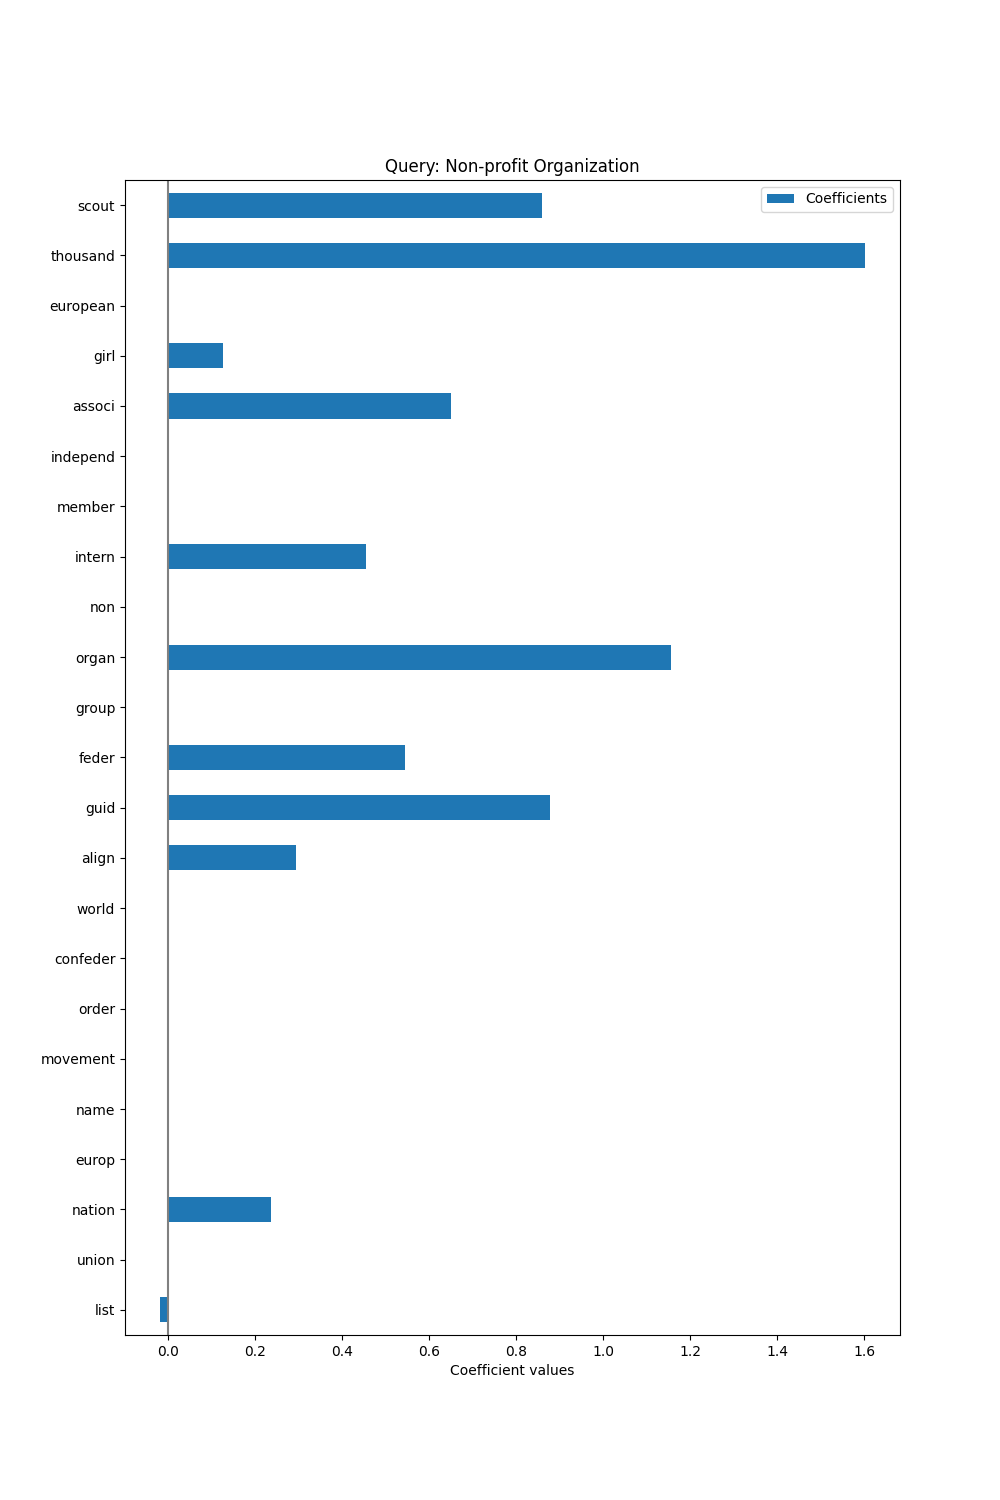 Query: Non-profit Organization
Coefficients
scout
thousand
european
girl
associ
independ
member
intern
non
organ
group
feder
guid
align
world
confeder
order
movement
name
europ
nation
union
list
0.0 0.2 0.4 0.6 0.8 1.0 1.2 1.4 1.6
Coefficient values